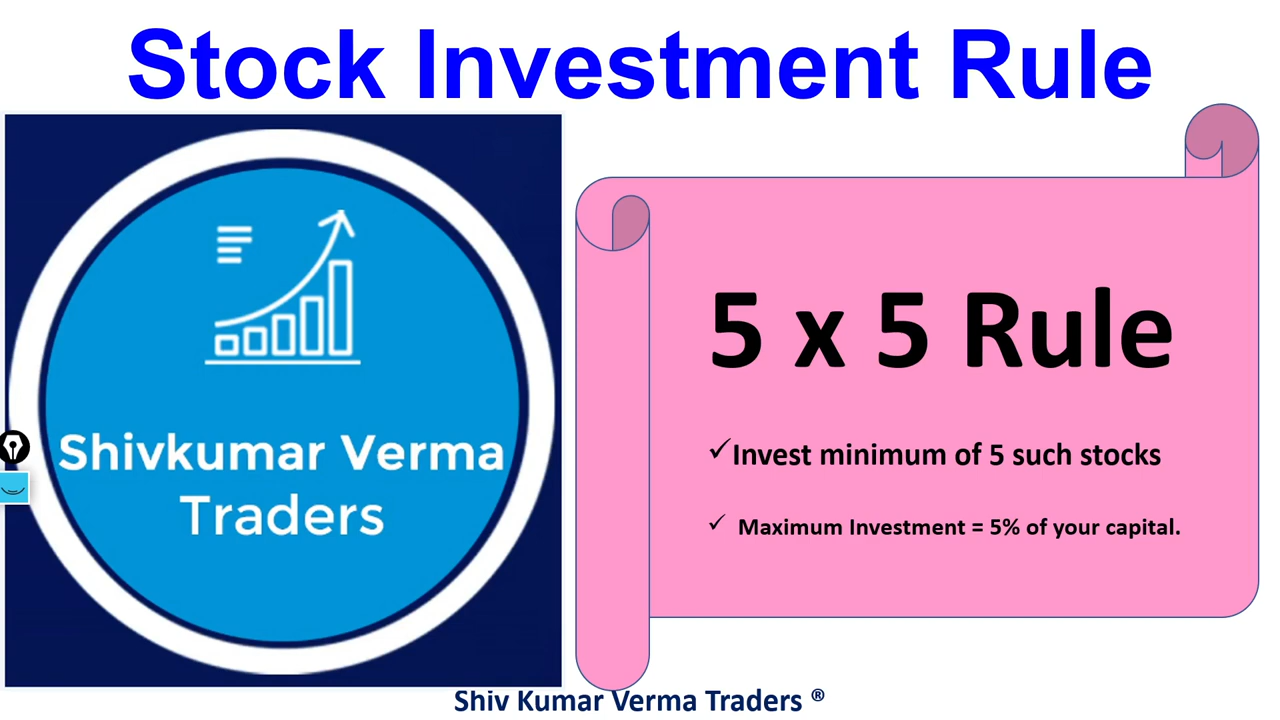 Stock Investment Rule
Shivkumar Verma
Traders
5 x 5 Rule
✓Invest minimum of 5 such stocks
✓ Maximum Investment = 5% of your capital.
Shiv Kumar Verma Traders ®